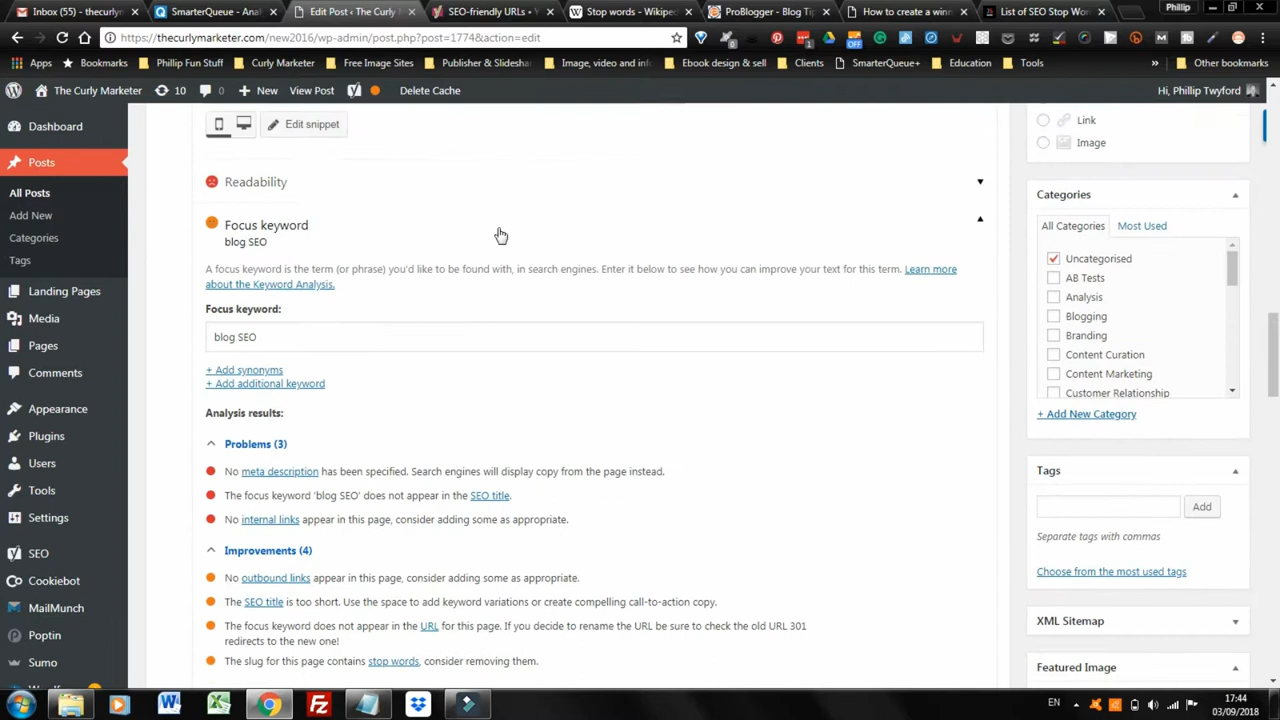 Inbox (54) - thecurlym
SmarterQueue - Anal
Edit Post ‹ The Curly M
SEO-friendly URLs • Y
Stop words - Wikiped
ProBlogger - Blog Tip
How to create a winn
List of SEO Stop Wor
Phillip
https://thecurlymarketer.com/new2016/wp-admin/post.php?post=1774&action=edit
Apps
Bookmarks
Phillip Fun Stuff
Curly Marketer
Free Image Sites
Publisher & Slidesha
Image, video and inf
Ebook design & sell
Clients
SmarterQueue+
Education
Tools
»
Other bookmarks
The Curly Marketer
10
0
+ New
View Post
Delete Cache
Hi, Phillip Twyford
Dashboard
Posts
All Posts
Add New
Categories
Tags
Landing Pages
Media
Pages
Comments
Appearance
Plugins
Users
Tools
Settings
SEO
Cookiebot
MailMunch
Poptin
Sumo
Edit snippet
Readability
Focus keyword
blog SEO
A focus keyword is the term (or phrase) you'd like to be found with, in search engines. Enter it below to see how you can improve your text for this term. Learn more
about the Keyword Analysis.
Focus keyword:
blog SEO
+ Add synonyms
+ Add additional keyword
Analysis results:
Problems (3)
No meta description has been specified. Search engines will display copy from the page instead.
The focus keyword 'blog SEO' does not appear in the SEO title.
No internal links appear in this page, consider adding some as appropriate.
Improvements (4)
No outbound links appear in this page, consider adding some as appropriate.
The SEO title is too short. Use the space to add keyword variations or create compelling call-to-action copy.
The focus keyword does not appear in the URL for this page. If you decide to rename the URL be sure to check the old URL 301
redirects to the new one!
The slug for this page contains stop words, consider removing them.
Link
Image
Categories
All Categories
Most Used
Uncategorised
AB Tests
Analysis
Blogging
Branding
Content Curation
Content Marketing
Customer Relationship
+ Add New Category
Tags
Add
Separate tags with commas
Choose from the most used tags
XML Sitemap
Featured Image
EN
17:44
03/09/2018